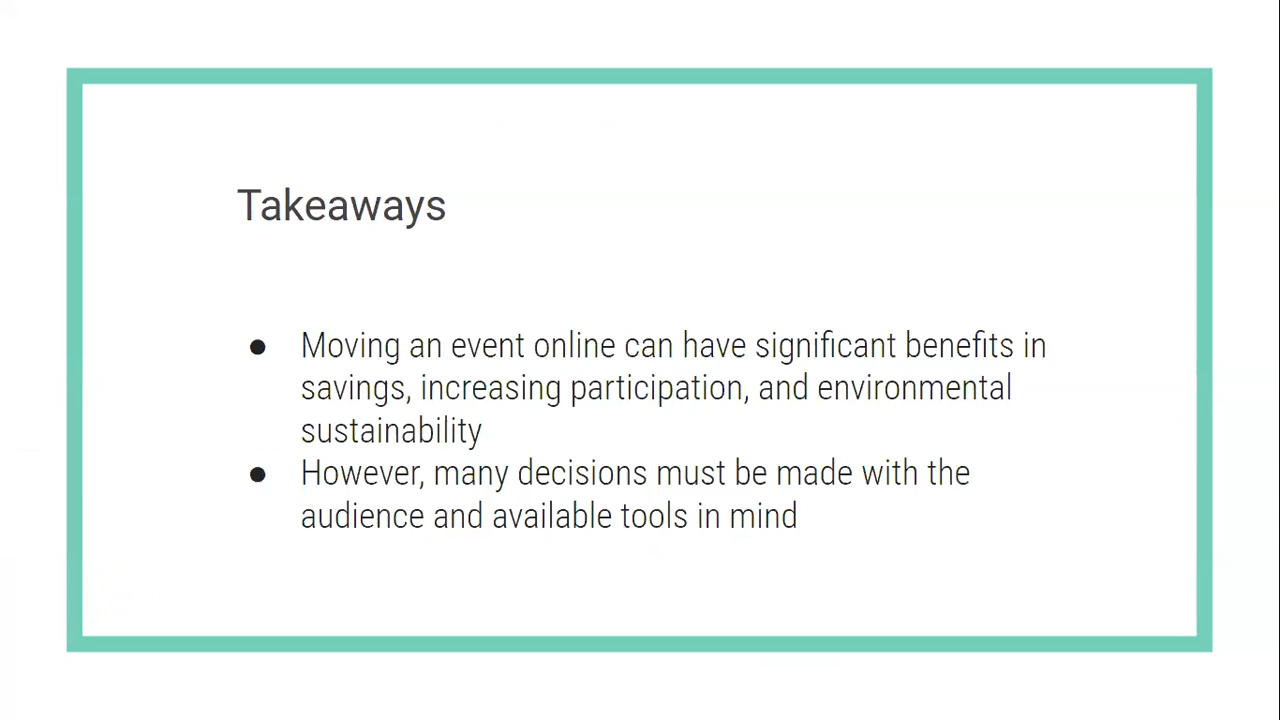 Takeaways
● Moving an event online can have significant benefits in
savings, increasing participation, and environmental
sustainability
● However, many decisions must be made with the
audience and available tools in mind